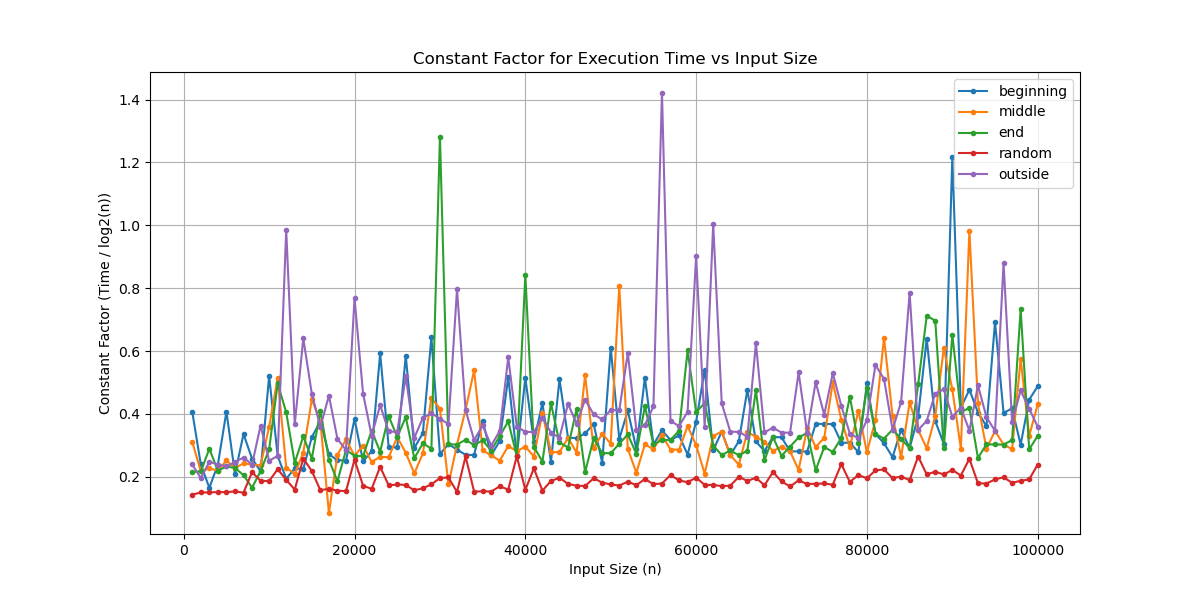 Constant Factor for Execution Time vs Input Size
1.4
1.2
1.0
0.8
0.6
0.4
0.2
Constant Factor (Time / log2(n))
beginning
middle
end
random
outside
0 20000 40000 60000 80000 100000
Input Size (n)